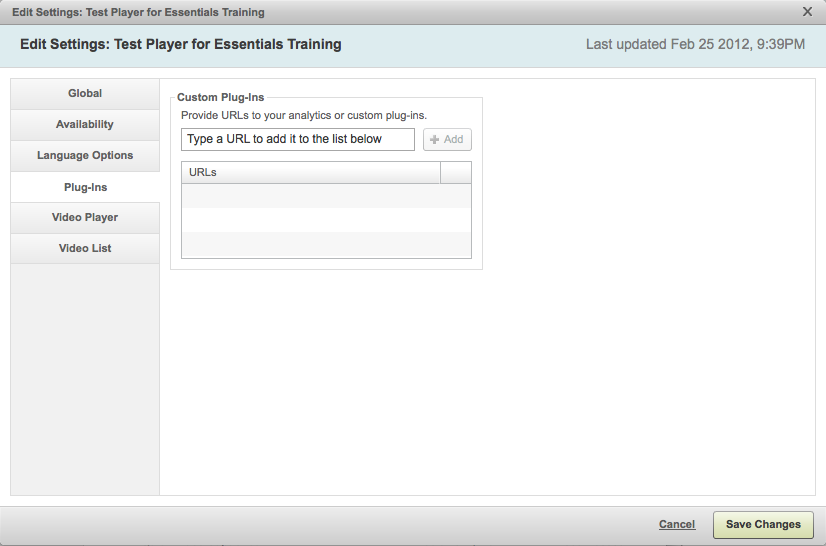 Edit Settings: Test Player for Essentials Training
Edit Settings: Test Player for Essentials Training
Last updated Feb 25 2012, 9:39PM
Global
Availability
Language Options
Plug-Ins
Video Player
Video List
Custom Plug-Ins
Provide URLs to your analytics or custom plug-ins.
Type a URL to add it to the list below
Add
URLs
Cancel
Save Changes